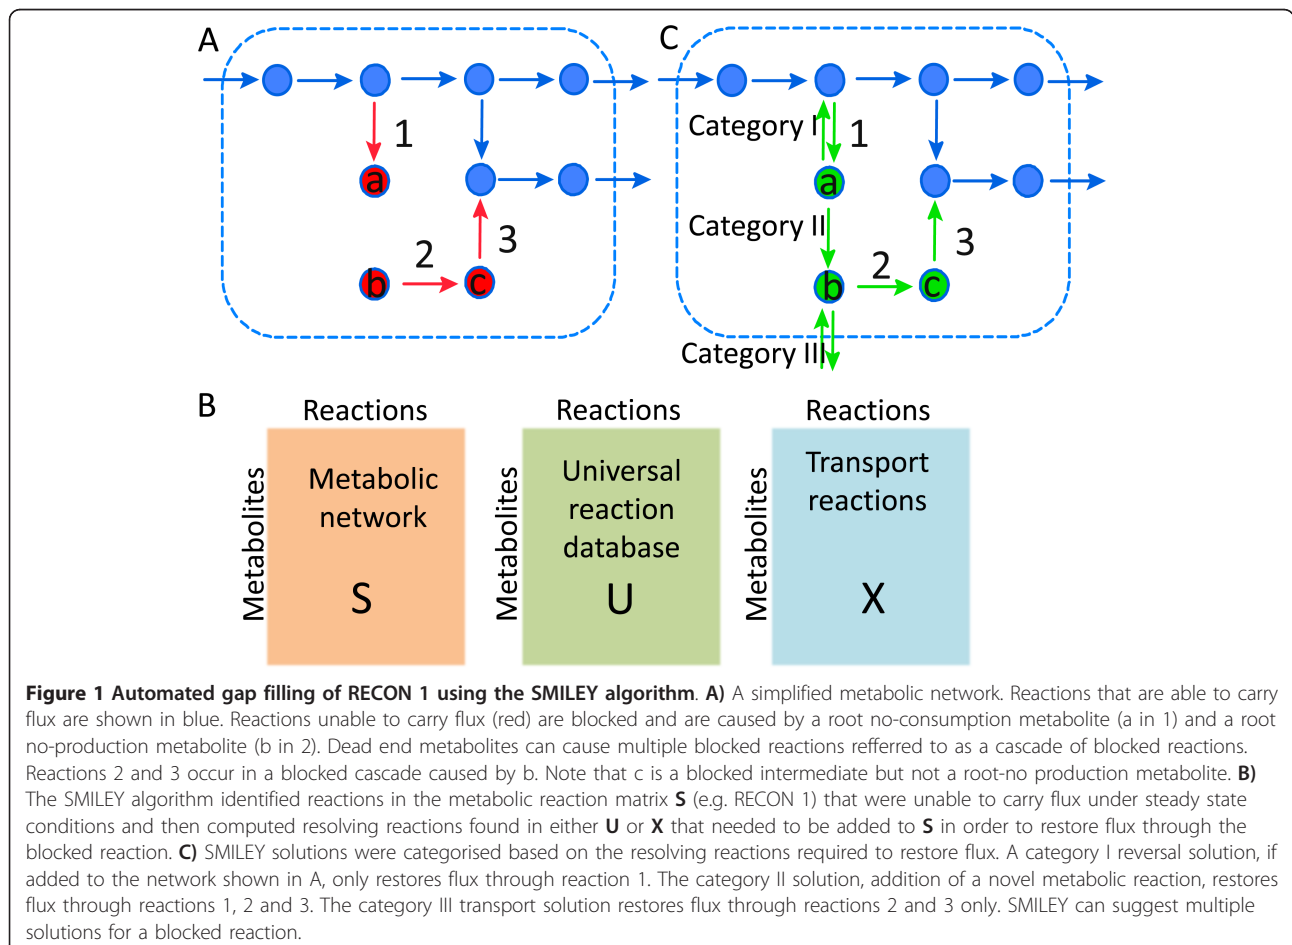 A
1
a
2
3
b
c
C
Category I
1
a
Category II
2
3
b
c
Category III
B
Reactions
Metabolites
Metabolic
network
S
Reactions
Metabolites
Universal
reaction
database
U
Reactions
Metabolites
Transport
reactions
X
Figure 1 Automated gap filling of RECON 1 using the SMILEY algorithm. A) A simplified metabolic network. Reactions that are able to carry
flux are shown in blue. Reactions unable to carry flux (red) are blocked and are caused by a root no-consumption metabolite (a in 1) and a root
no-production metabolite (b in 2). Dead end metabolites can cause multiple blocked reactions refferred to as a cascade of blocked reactions.
Reactions 2 and 3 occur in a blocked cascade caused by b. Note that c is a blocked intermediate but not a root-no production metabolite. B)
The SMILEY algorithm identified reactions in the metabolic reaction matrix S (e.g. RECON 1) that were unable to carry flux under steady state
conditions and then computed resolving reactions found in either U or X that needed to be added to S in order to restore flux through the
blocked reaction. C) SMILEY solutions were categorised based on the resolving reactions required to restore flux. A category I reversal solution, if
added to the network shown in A, only restores flux through reaction 1. The category II solution, addition of a novel metabolic reaction, restores
flux through reactions 1, 2 and 3. The category III transport solution restores flux through reactions 2 and 3 only. SMILEY can suggest multiple
solutions for a blocked reaction.